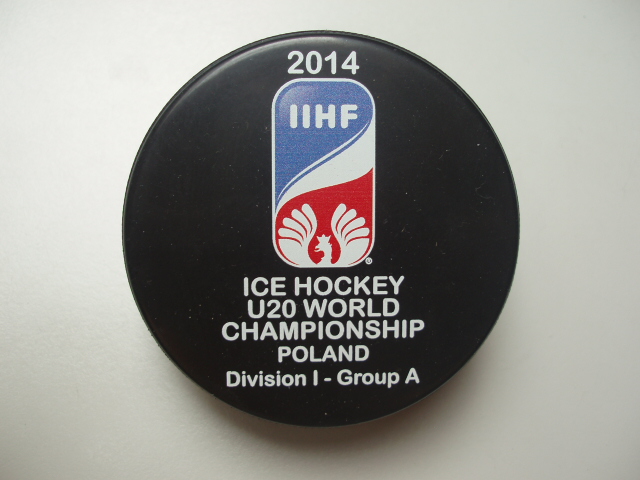 2014
IIHF
®
ICE HOCKEY
U20 WORLD
CHAMPIONSHIP
POLAND
Division I - Group A